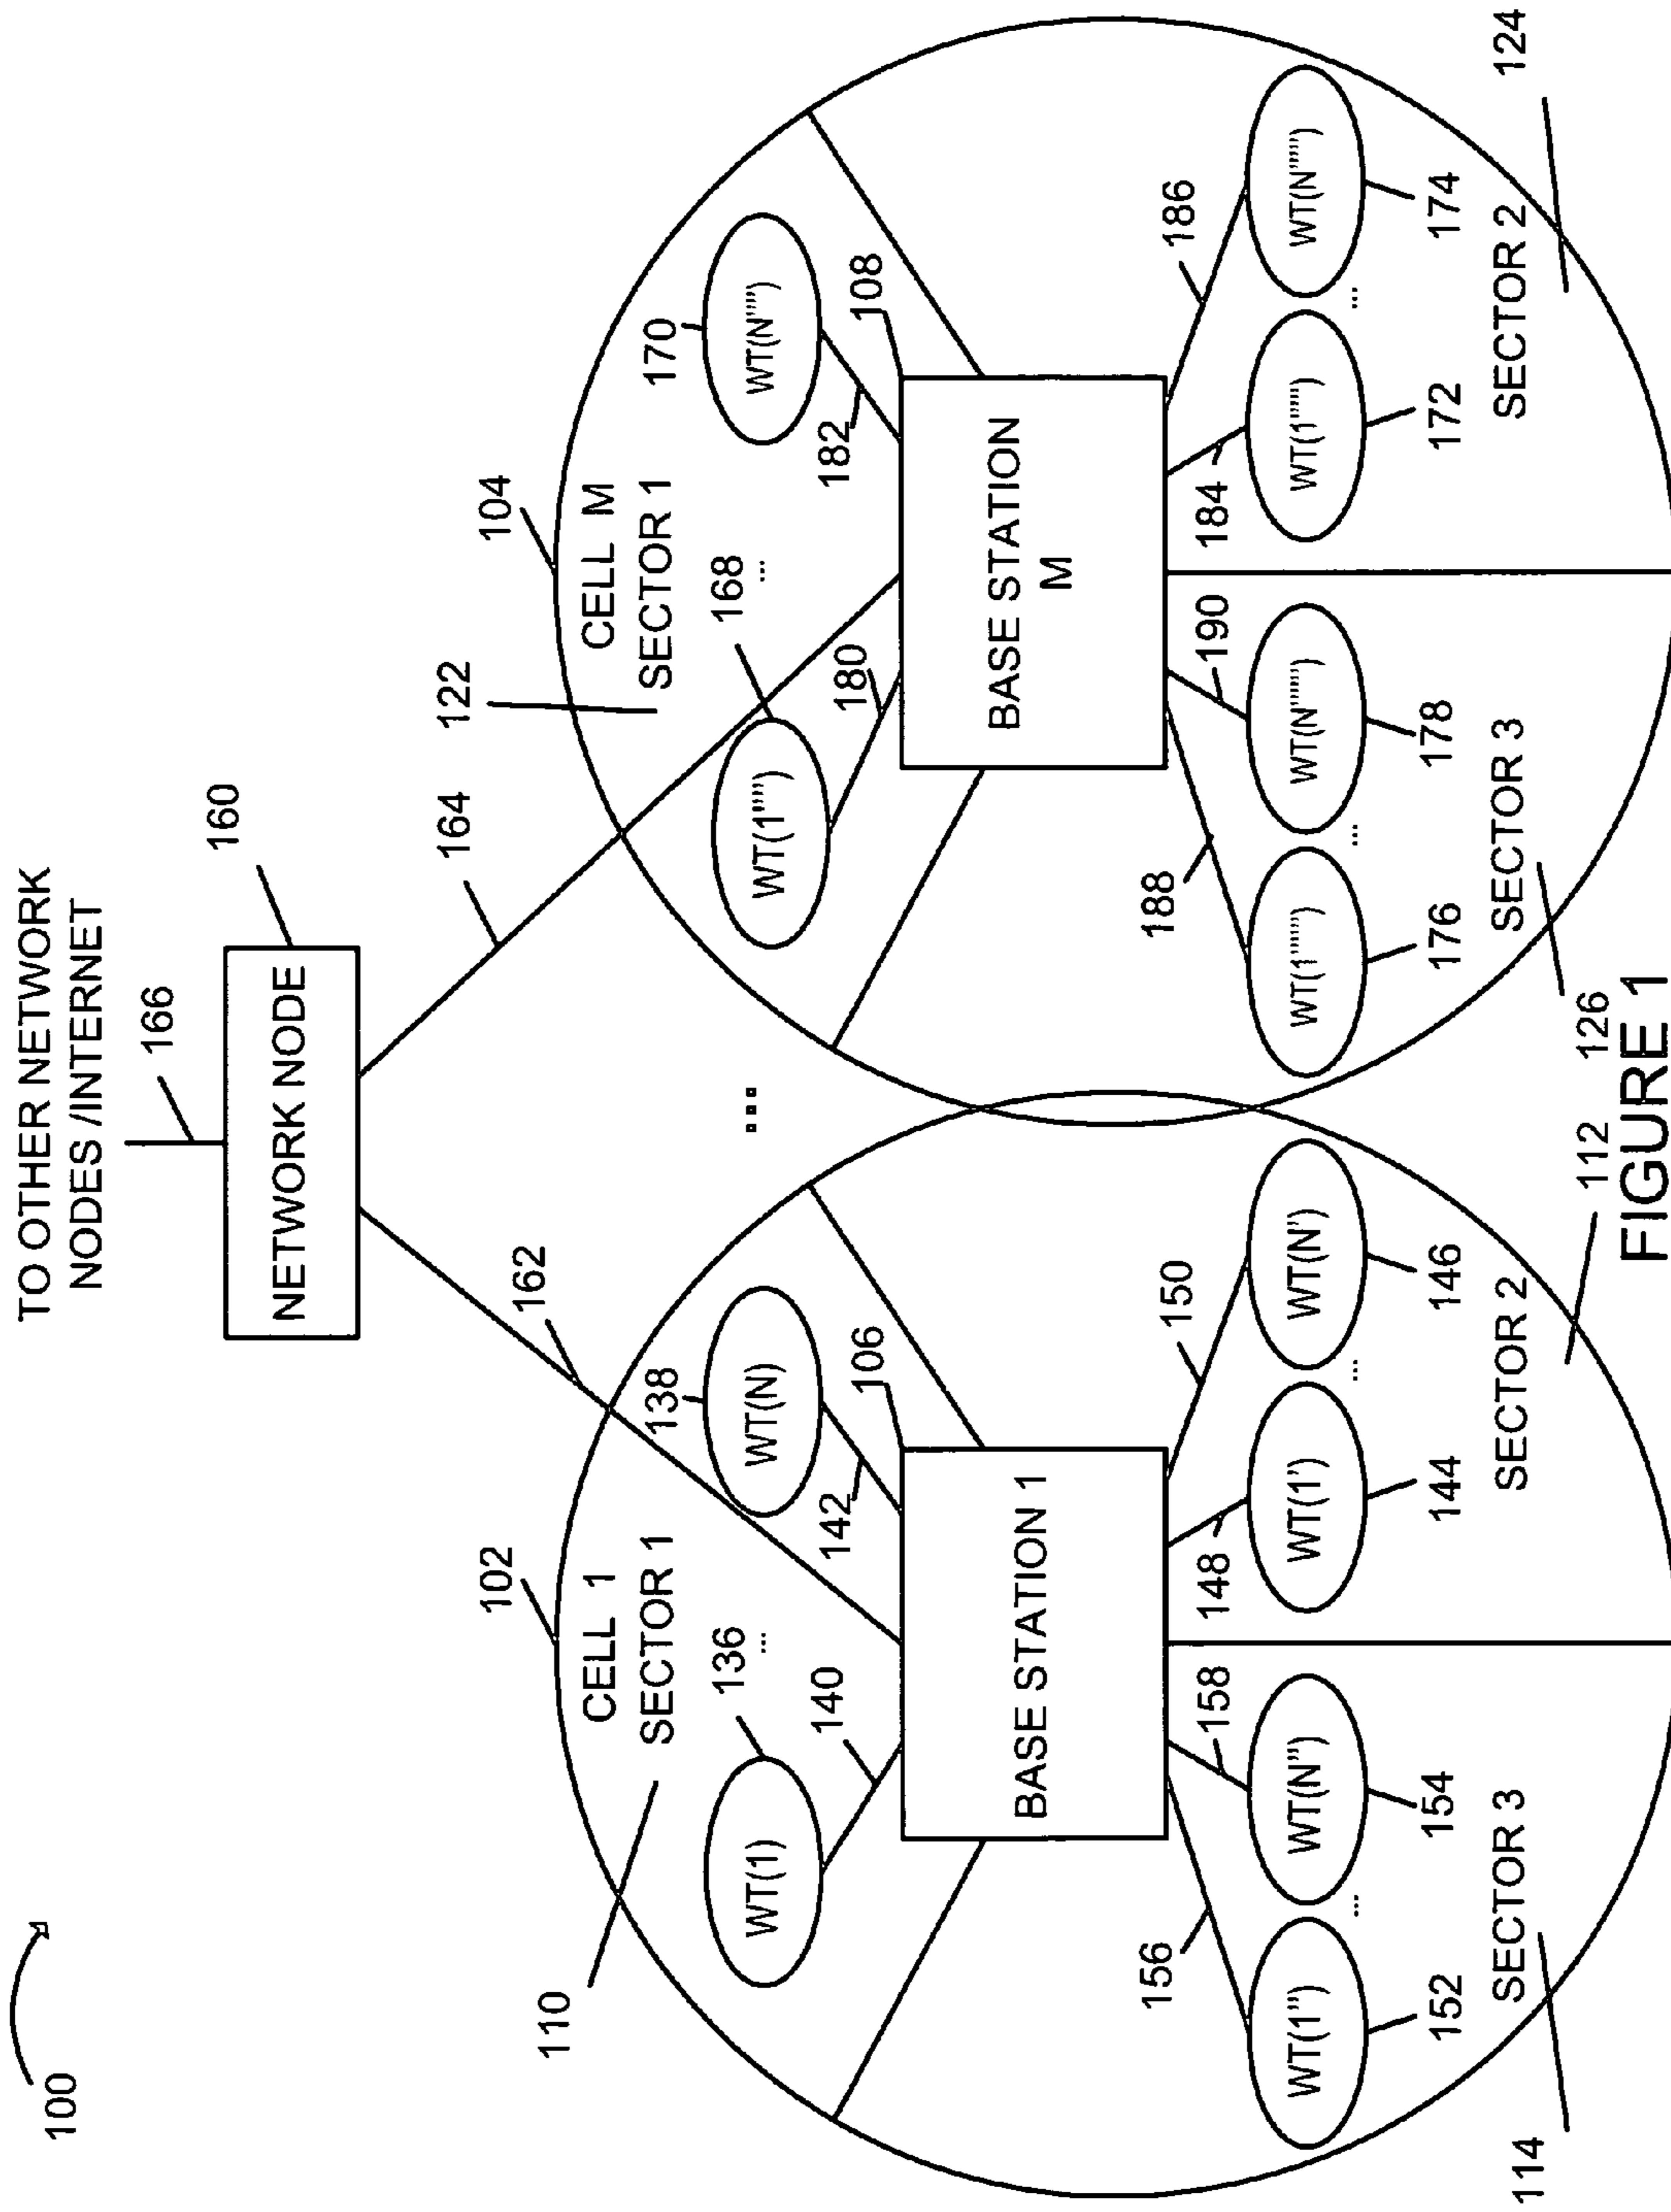 100
TO OTHER NETWORK
NODES /INTERNET
166
NETWORK NODE
160
162
164
102
CELL 1
SECTOR 1
110
136
...
138
WT(1)
WT(N)
140
142
106
BASE STATION 1
156
158
148
150
WT(1'')
WT(N'')
WT(1')
WT(N')
...
...
152
154
144
146
SECTOR 3
SECTOR 2
114
112
...
104
122
CELL M
SECTOR 1
168
...
170
WT(1'''')
WT(N'''')
180
182
108
BASE STATION
M
188
190
184
186
WT(1'''''')
WT(N'''''')
WT(1''''')
WT(N''''')
...
...
176
178
172
174
SECTOR 3
SECTOR 2
126
124
FIGURE 1